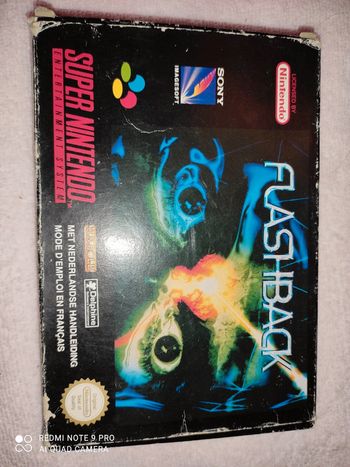 LICENSED BY
Nintendo
SONY
IMAGESOFT
SUPER NINTENDO
ENTERTAINMENT SYSTEM
FLASHBACK
Delphine
MET NEDERLANDSE HANDLEIDING
MODE D'EMPLOI EN FRANÇAIS
Nintendo
REDMI NOTE 9 PRO
AI QUAD CAMERA